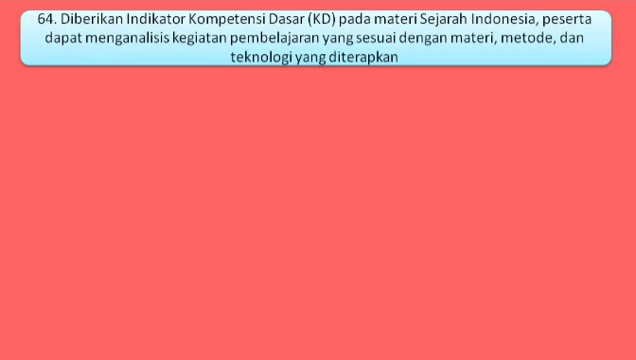 64. Diberikan Indikator Kompetensi Dasar (KD) pada materi Sejarah Indonesia, peserta
dapat menganalisis kegiatan pembelajaran yang sesuai dengan materi, metode, dan
teknologi yang diterapkan